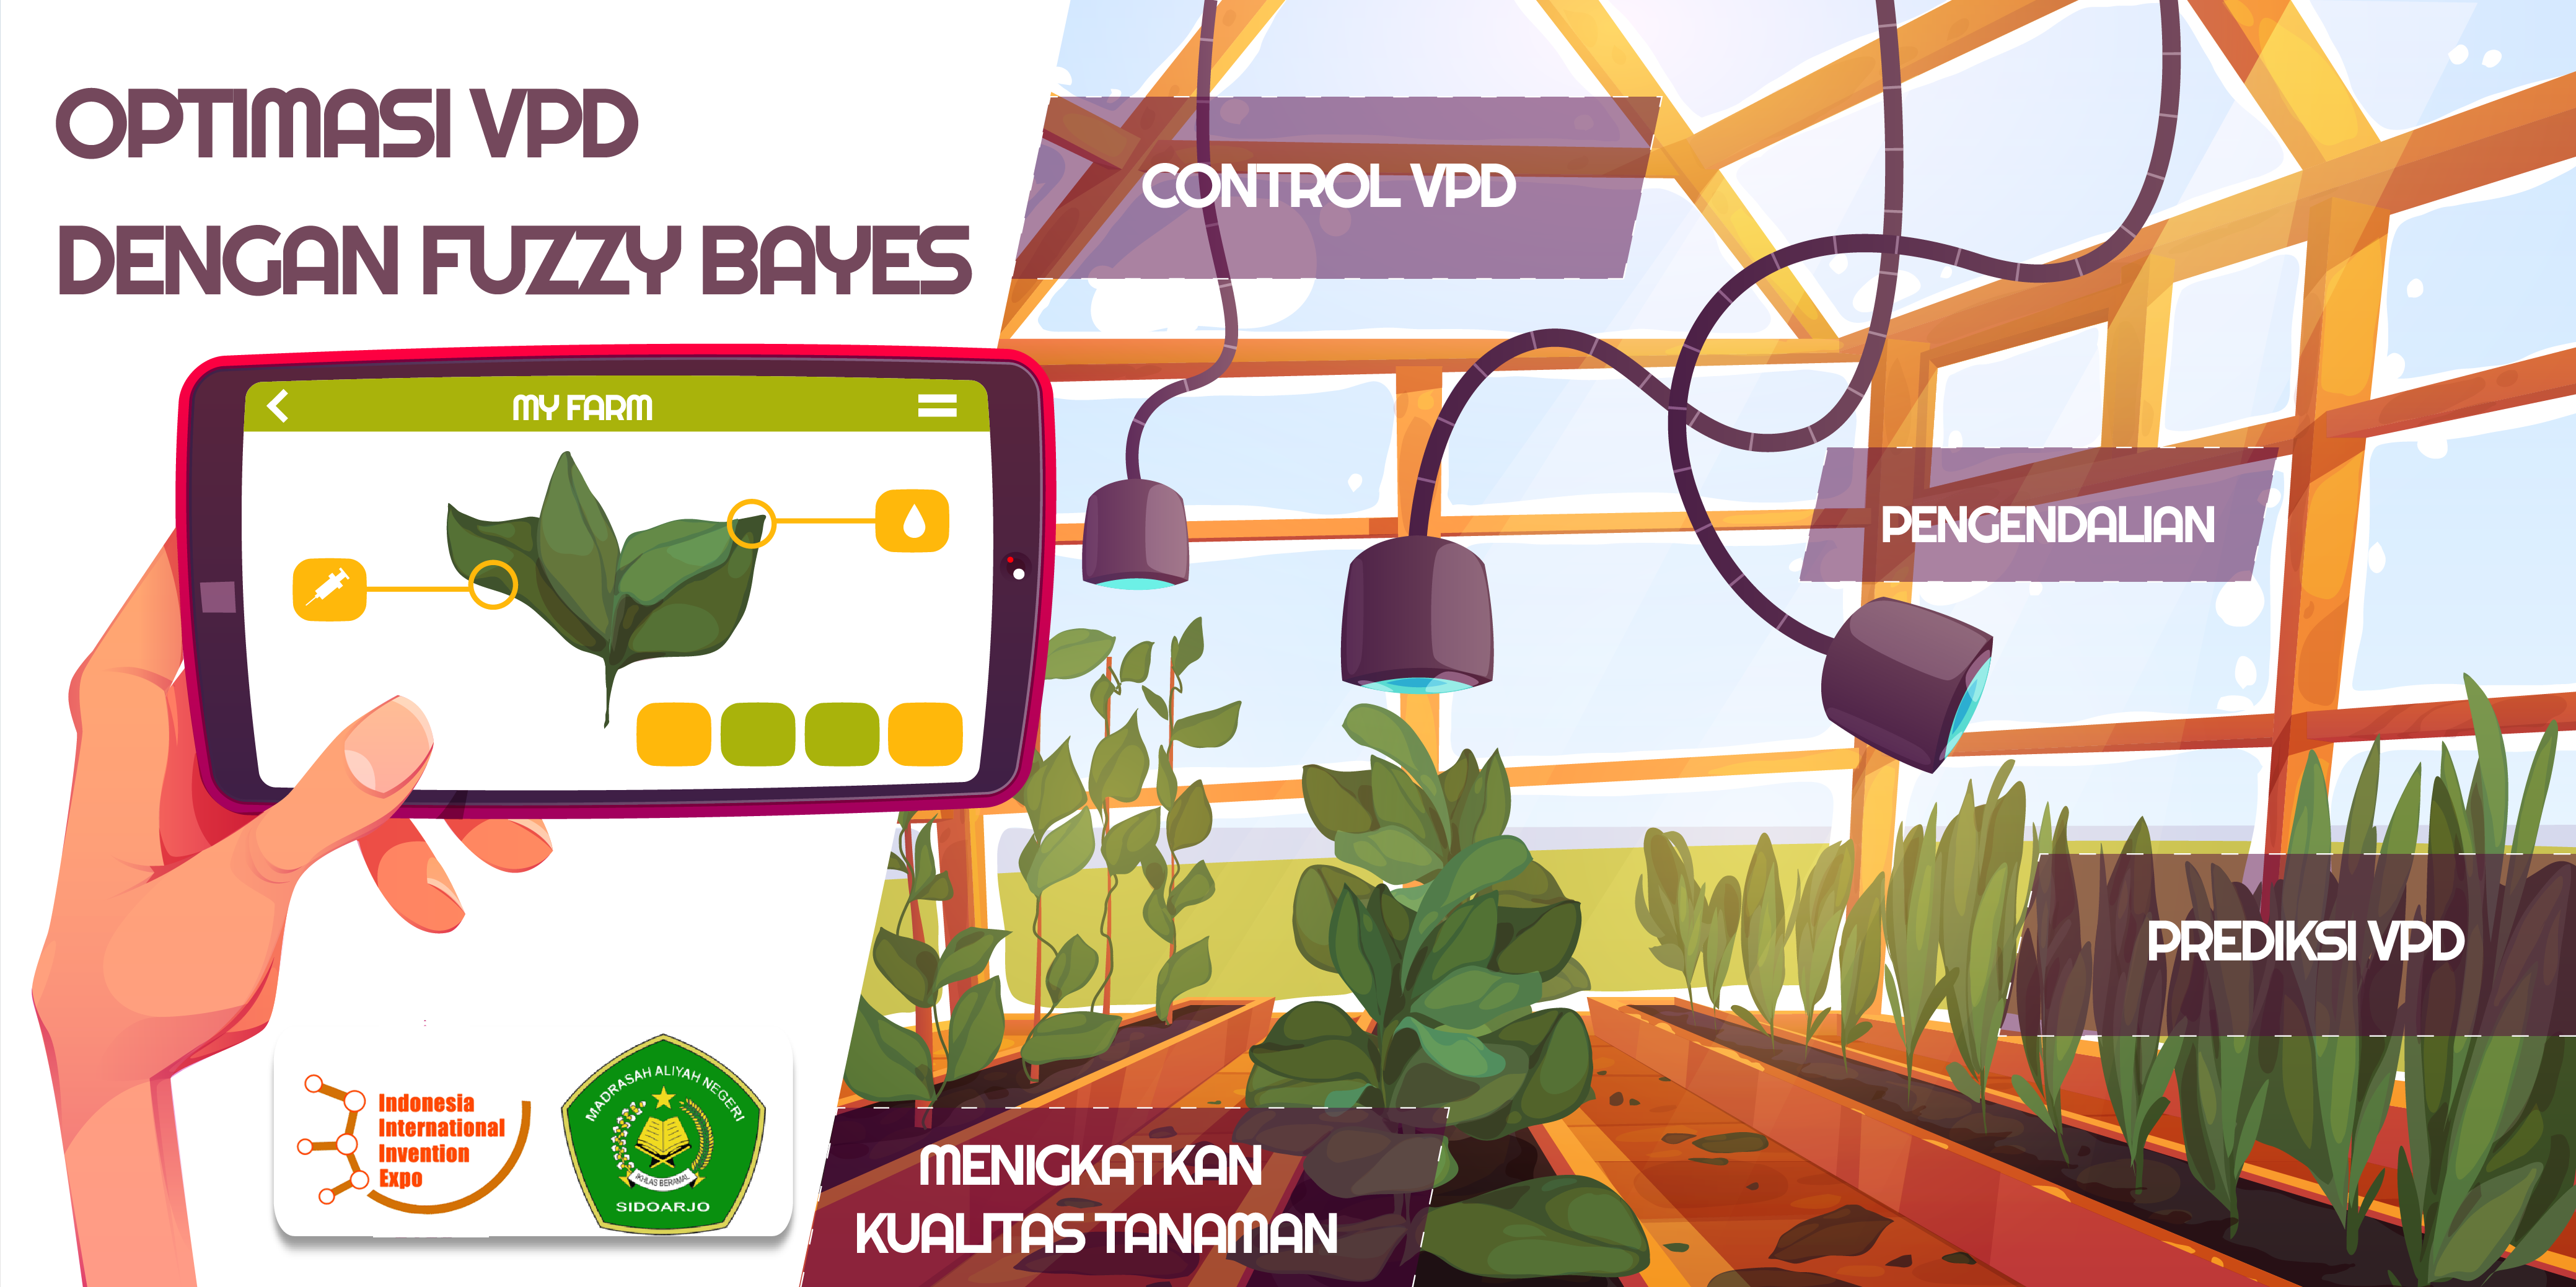 OPTIMASI VPD
DENGAN FUZZY BAYES
CONTROL VPD
MY FARM
PENGENDALIAN
PREDIKSI VPD
MENIGKATKAN
KUALITAS TANAMAN
Indonesia
International
Invention
Expo
MADRASAH ALIYAH NEGERI
IKHLAS BERAMAL
SIDOARJO